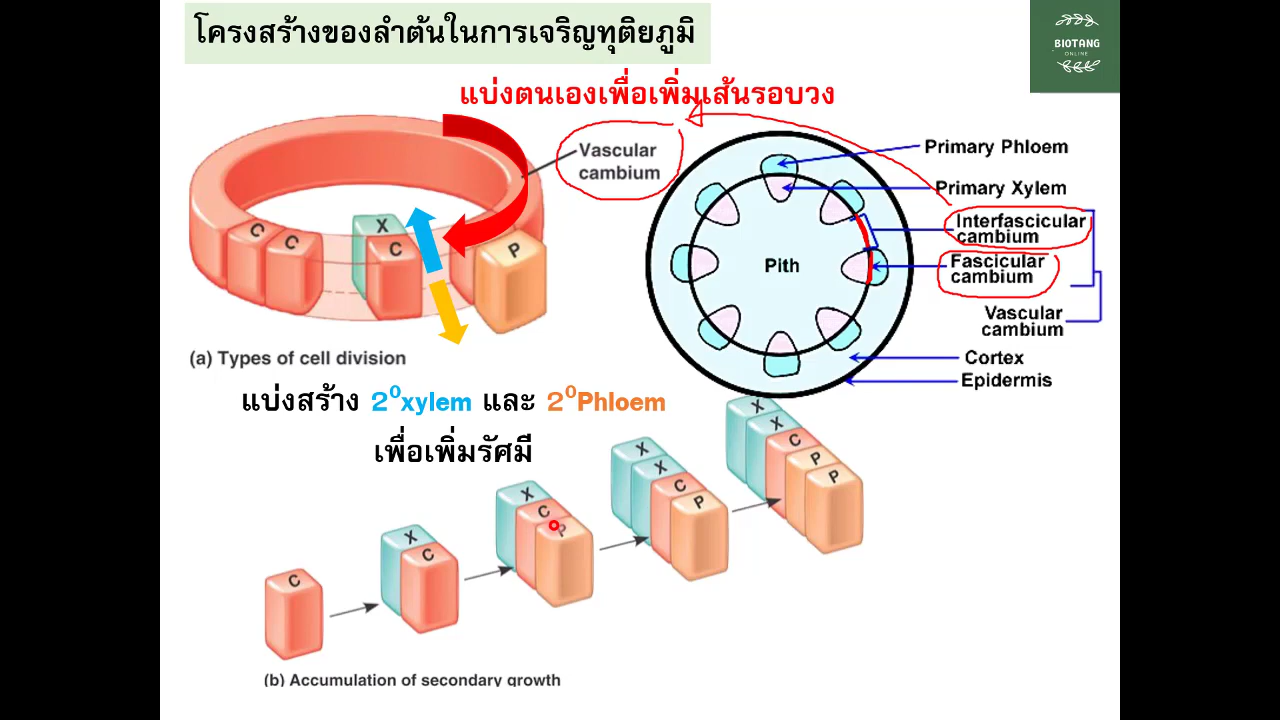 โครงสร้างของลำต้นในการเจริญทุติยภูมิ
BIOTANG
ONLINE
แบ่งตนเองเพื่อเพิ่มเส้นรอบวง
Vascular
cambium
C
C
X
C
P
(a) Types of cell division
Primary Phloem
Primary Xylem
Interfascicular
cambium
Fascicular
cambium
Vascular
cambium
Cortex
Epidermis
Pith
แบ่งสร้าง 2⁰xylem และ 2⁰Phloem
เพื่อเพิ่มรัศมี
C
X
C
X
C
P
X
X
C
P
X
X
C
P
P
(b) Accumulation of secondary growth